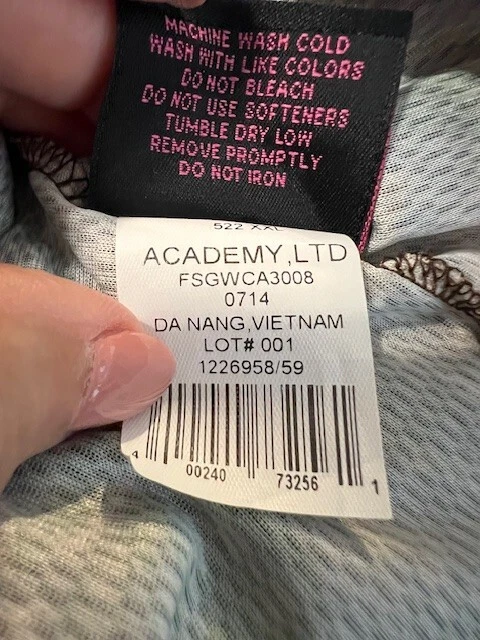 MACHINE WASH COLD
WASH WITH LIKE COLORS
DO NOT BLEACH
DO NOT USE SOFTENERS
TUMBLE DRY LOW
REMOVE PROMPTLY
DO NOT IRON
522 XXL
ACADEMY,LTD
FSGWCA3008
0714
DA NANG,VIETNAM
LOT# 001
1226958/59
4 00240 73256 1